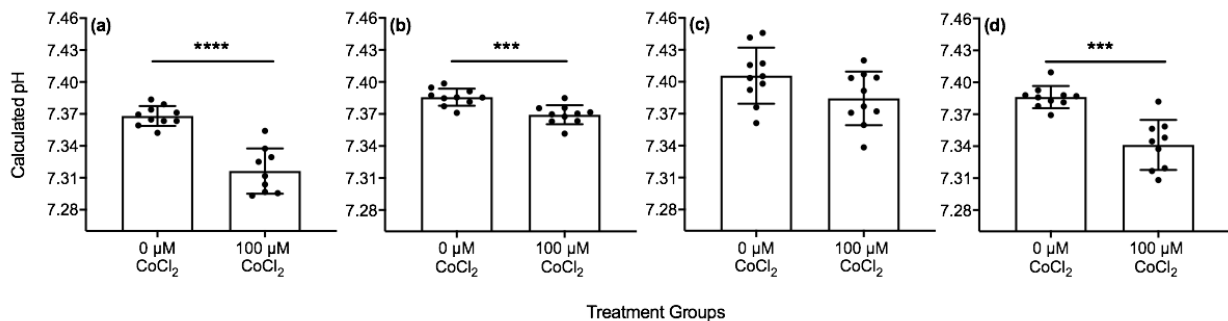 Calculated pH
(a)
7.46
7.43
7.40
7.37
7.34
7.31
7.28
****
0 µM
CoCl₂
100 µM
CoCl₂
(b)
7.46
7.43
7.40
7.37
7.34
7.31
7.28
***
0 µM
CoCl₂
100 µM
CoCl₂
(c)
7.46
7.43
7.40
7.37
7.34
7.31
7.28
0 µM
CoCl₂
100 µM
CoCl₂
(d)
7.46
7.43
7.40
7.37
7.34
7.31
7.28
***
0 µM
CoCl₂
100 µM
CoCl₂
Treatment Groups